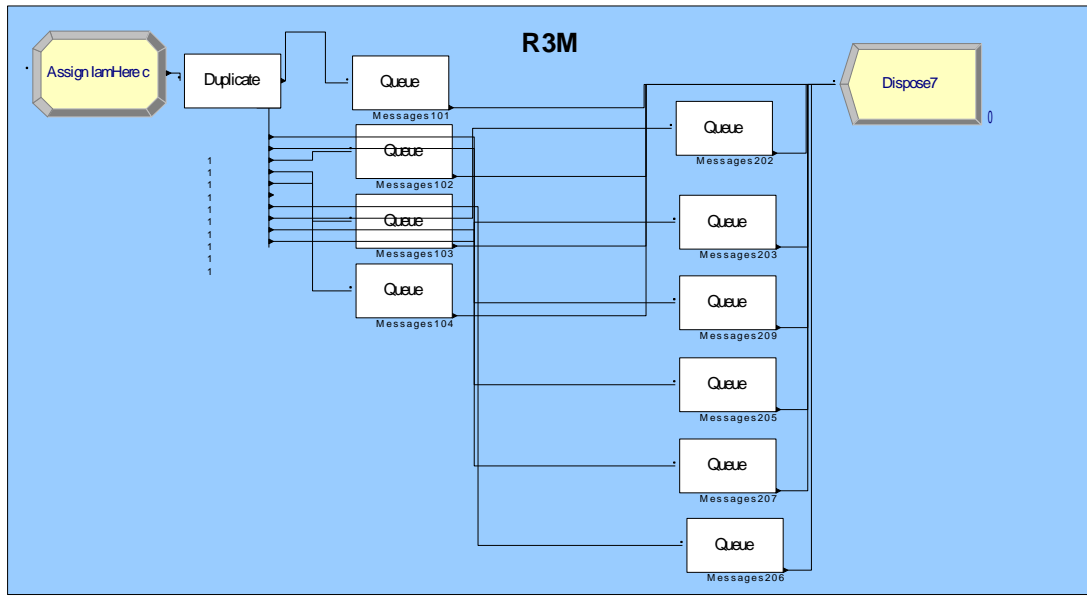 R3M
Assign IamHere c
Duplicate
Queue
Messages101
Queue
Messages102
Queue
Messages103
Queue
Messages104
1
1
1
1
1
1
1
1
1
1
Queue
Messages202
Queue
Messages203
Queue
Messages209
Queue
Messages205
Queue
Messages207
Queue
Messages206
Dispose7
0